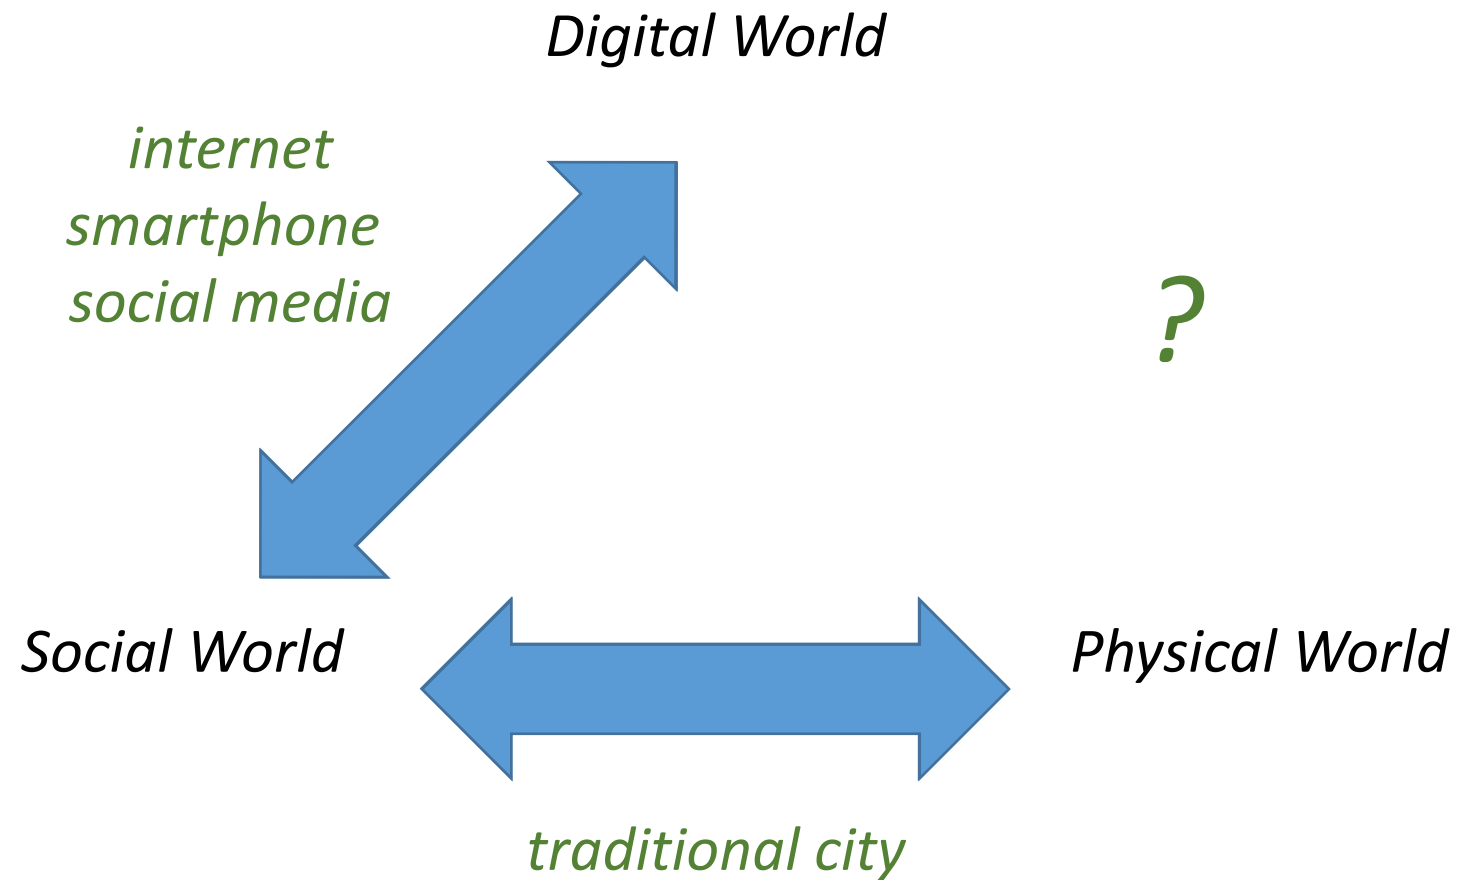 Digital World
internet
smartphone
social media
?
Social World
Physical World
traditional city